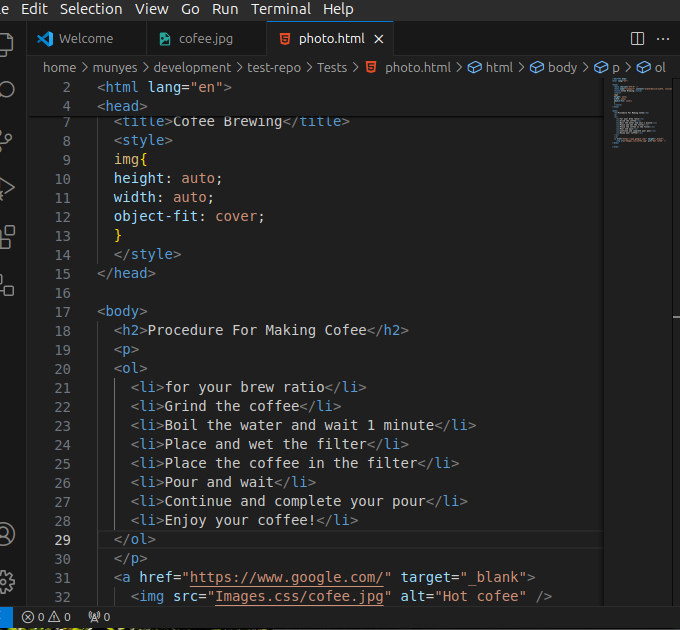 e Edit Selection View Go Run Terminal Help
Welcome cofee.jpg photo.html
home > munyes > development > test-repo > Tests > photo.html > html > body > p > ol
2 <html lang="en">
4 <head>
7 <title>Cofee Brewing</title>
8 <style>
9 img{
10 height: auto;
11 width: auto;
12 object-fit: cover;
13 }
14 </style>
15 </head>
16
17 <body>
18 <h2>Procedure For Making Cofee</h2>
19 <p>
20 <ol>
21 <li>for your brew ratio</li>
22 <li>Grind the coffee</li>
23 <li>Boil the water and wait 1 minute</li>
24 <li>Place and wet the filter</li>
25 <li>Place the coffee in the filter</li>
26 <li>Pour and wait</li>
27 <li>Continue and complete your pour</li>
28 <li>Enjoy your coffee!</li>
29 </ol>
30 </p>
31 <a href="https://www.google.com/" target="_blank">
32 <img src="Images.css/cofee.jpg" alt="Hot cofee" />
0 0 0